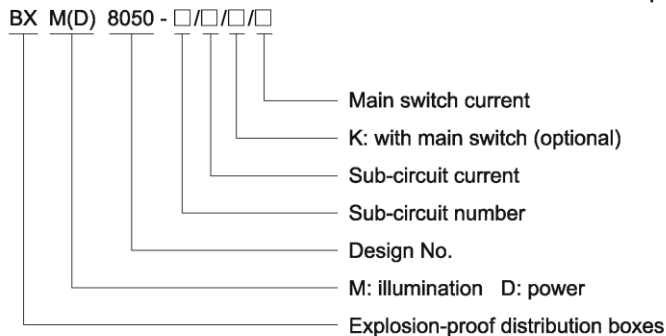 BX M(D) 8050 - □/□/□/□
Main switch current
K: with main switch (optional)
Sub-circuit current
Sub-circuit number
Design No.
M: illumination D: power
Explosion-proof distribution boxes